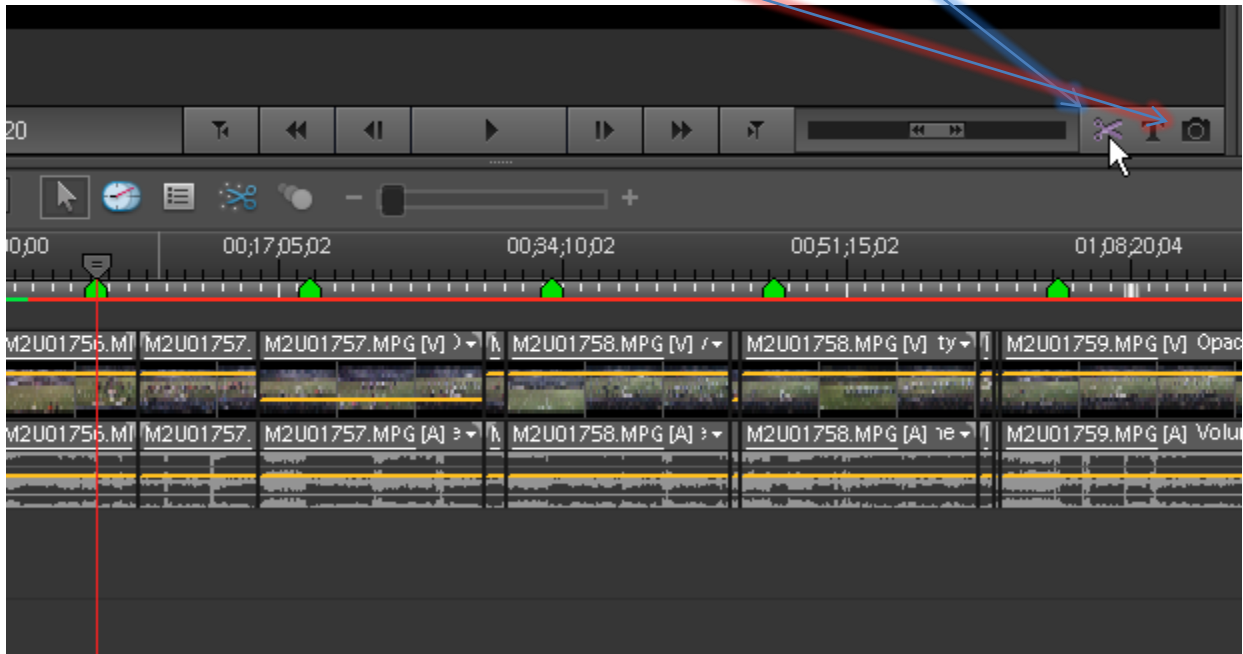 20
T
00;00 00;17;05;02 00;34;10;02 00;51;15;02 01;08;20;04
M2U01756.M M2U01757. M2U01757.MPG [V] M2U01758.MPG [V] M2U01758.MPG [V] ty M2U01759.MPG [V] Opac
M2U01756.M M2U01757. M2U01757.MPG [A] M2U01758.MPG [A] M2U01758.MPG [A] ne M2U01759.MPG [A] Volu